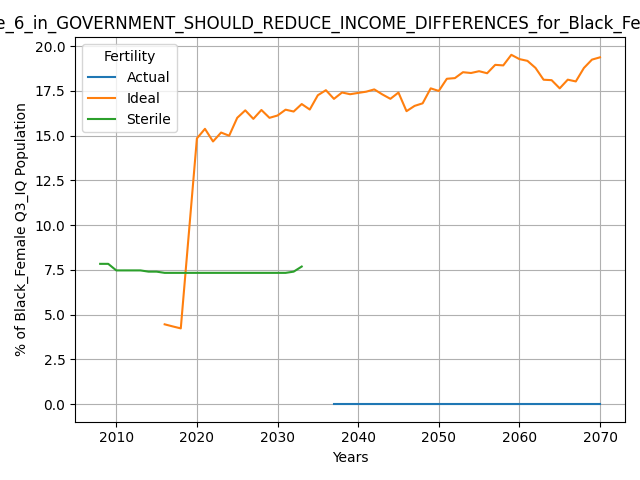 e_6_in_GOVERNMENT_SHOULD_REDUCE_INCOME_DIFFERENCES_for_Black_Fe
Fertility
Actual
Ideal
Sterile
% of Black_Female Q3_IQ Population
20.0
17.5
15.0
12.5
10.0
7.5
5.0
2.5
0.0
2010 2020 2030 2040 2050 2060 2070
Years